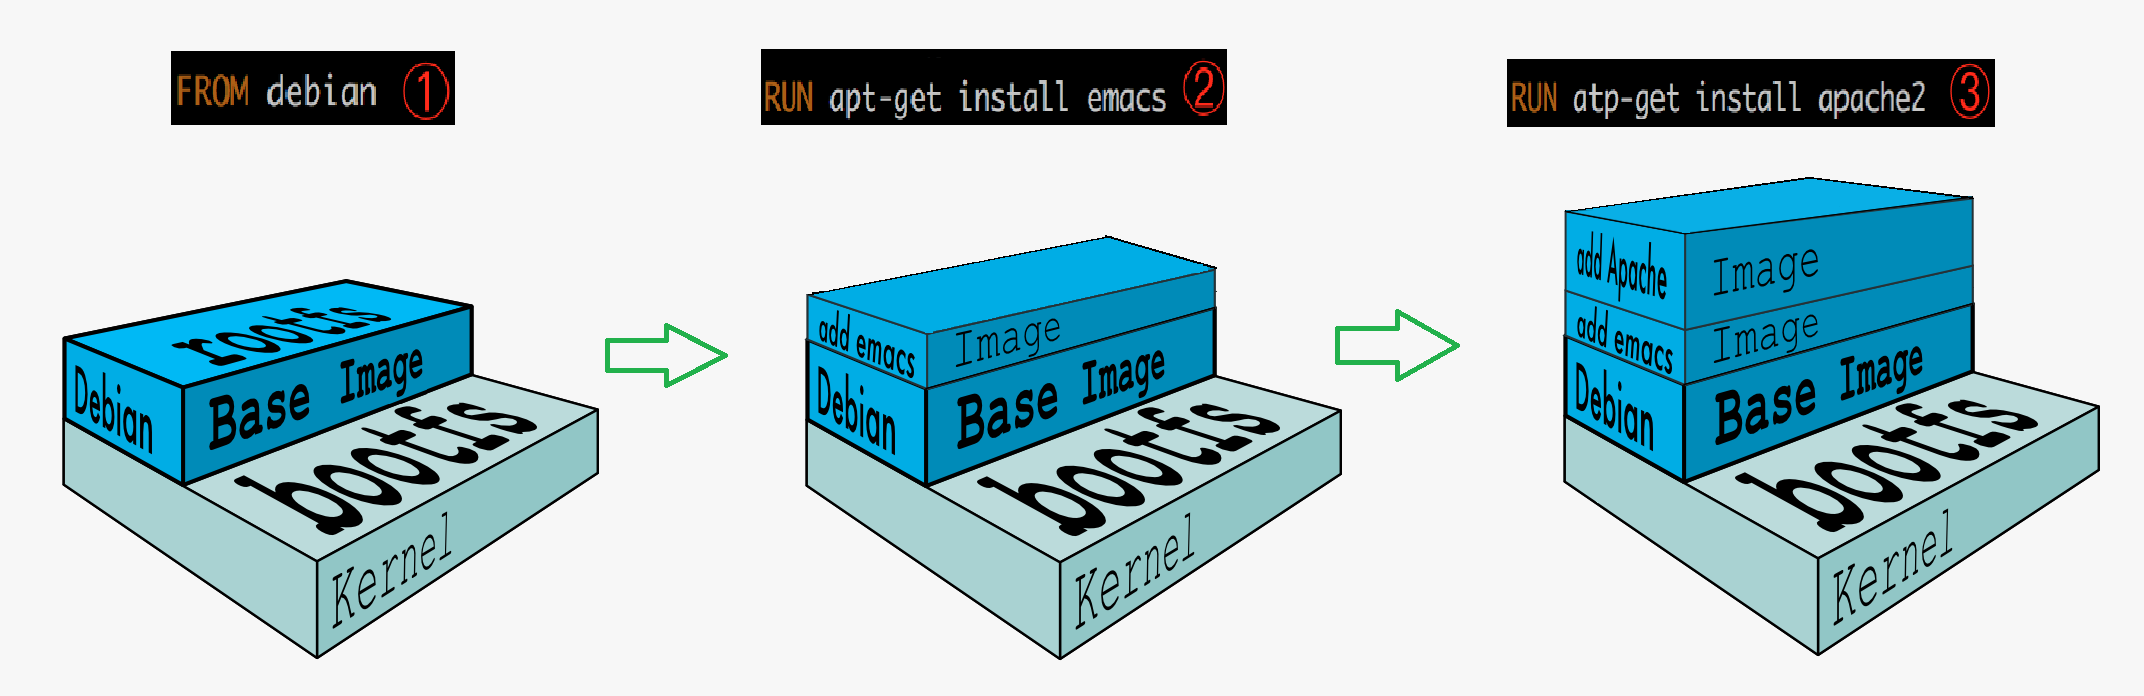 FROM debian ①
RUN apt-get install emacs ②
RUN atp-get install apache2 ③
rootfs
Debian
Base Image
bootfs
Kernel
add emacs
Image
Debian
Base Image
bootfs
Kernel
add Apache
Image
add emacs
Image
Debian
Base Image
bootfs
Kernel